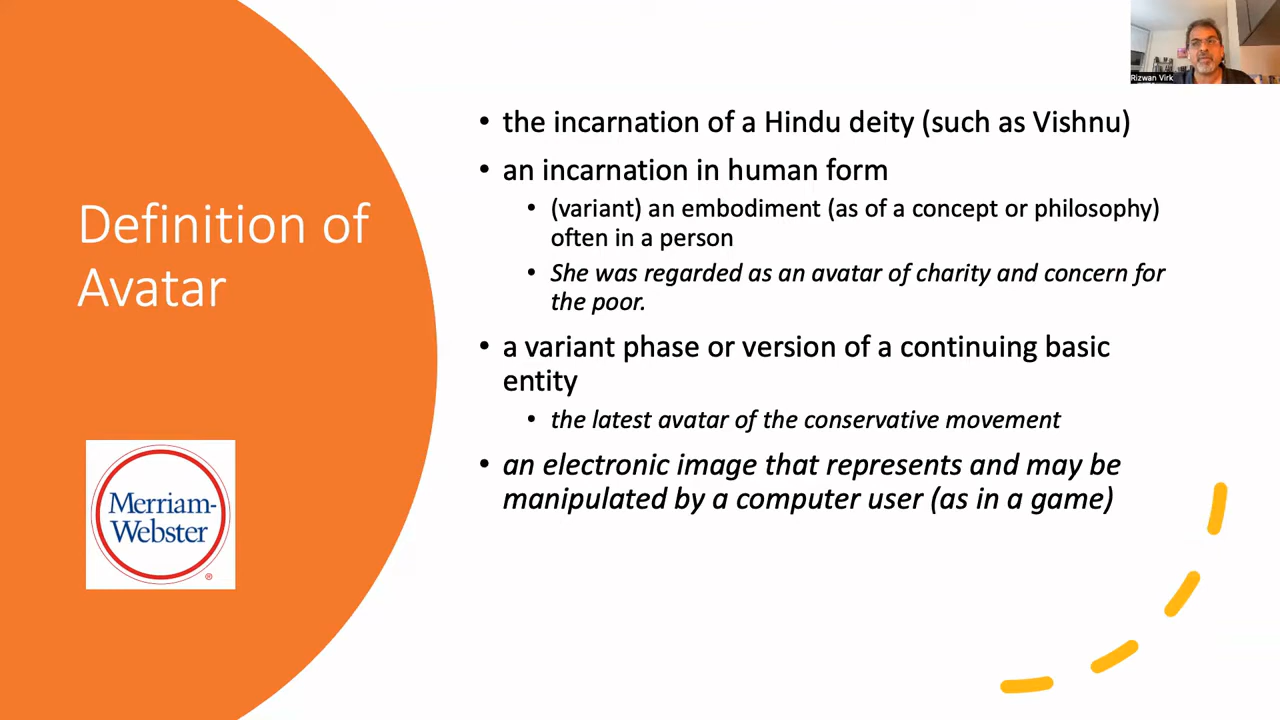 Rizwan Virk
Definition of
Avatar
Merriam-
Webster
®
• the incarnation of a Hindu deity (such as Vishnu)
• an incarnation in human form
• (variant) an embodiment (as of a concept or philosophy)
often in a person
• She was regarded as an avatar of charity and concern for
the poor.
• a variant phase or version of a continuing basic
entity
• the latest avatar of the conservative movement
• an electronic image that represents and may be
manipulated by a computer user (as in a game)